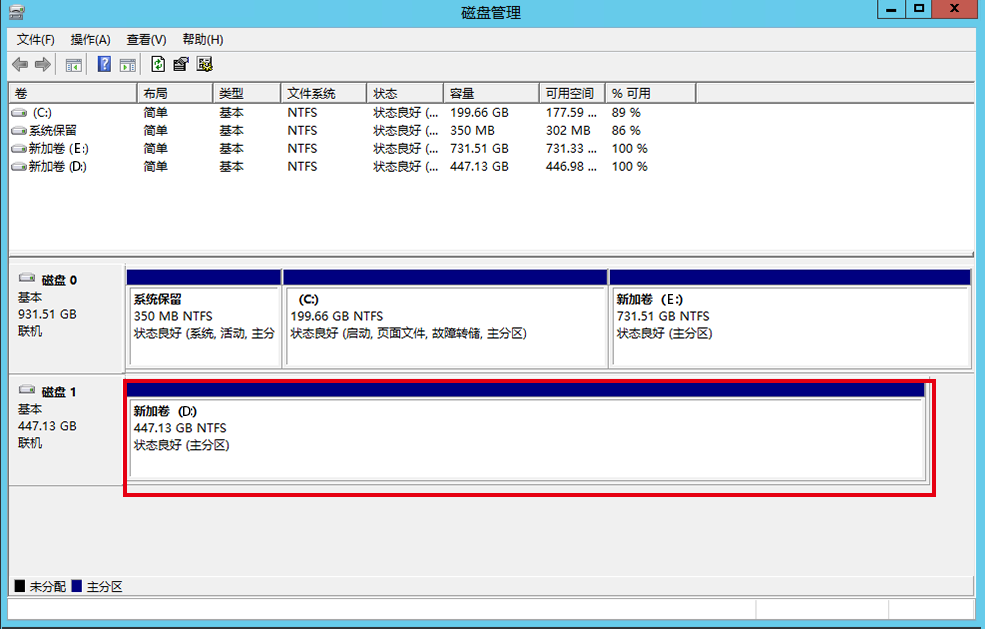 磁盘管理
文件(F) 操作(A) 查看(V) 帮助(H)
卷 布局 类型 文件系统 状态 容量 可用空间 % 可用
(C:) 简单 基本 NTFS 状态良好 (... 199.66 GB 177.59 ... 89 %
系统保留 简单 基本 NTFS 状态良好 (... 350 MB 302 MB 86 %
新加卷 (E:) 简单 基本 NTFS 状态良好 (... 731.51 GB 731.33 ... 100 %
新加卷 (D:) 简单 基本 NTFS 状态良好 (... 447.13 GB 446.98 ... 100 %
磁盘 0
基本
931.51 GB
联机
系统保留
350 MB NTFS
状态良好 (系统, 活动, 主分
(C:)
199.66 GB NTFS
状态良好 (启动, 页面文件, 故障转储, 主分区)
新加卷 (E:)
731.51 GB NTFS
状态良好 (主分区)
磁盘 1
基本
447.13 GB
联机
新加卷 (D:)
447.13 GB NTFS
状态良好 (主分区)
未分配 主分区